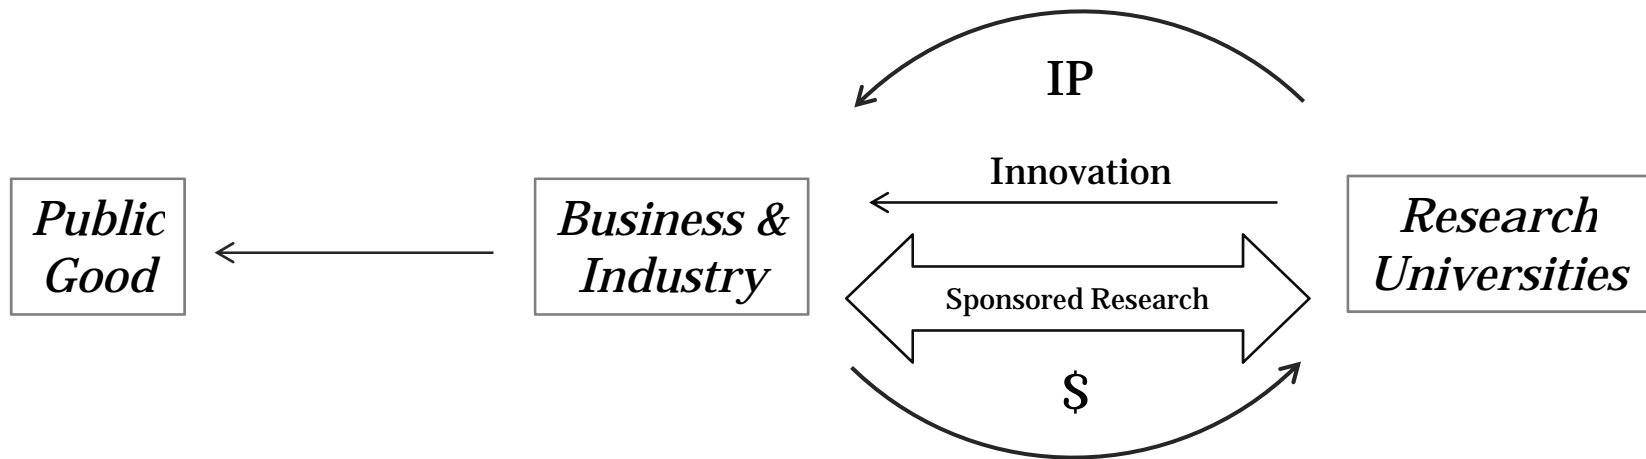 IP
Innovation
Public
Good
Business &
Industry
Research
Universities
Sponsored Research
$